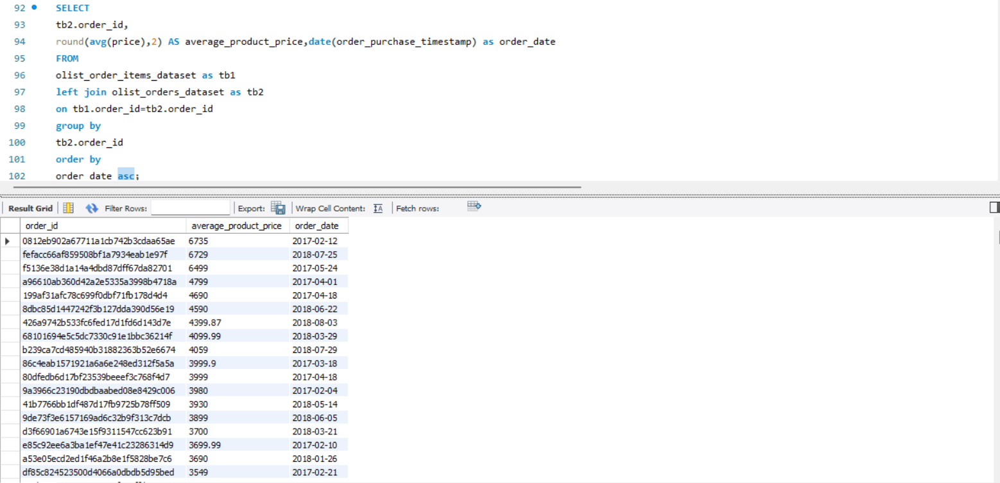 92 SELECT
93 tb2.order_id,
94 round(avg(price),2) AS average_product_price,date(order_purchase_timestamp) as order_date
95 FROM
96 olist_order_items_dataset as tb1
97 left join olist_orders_dataset as tb2
98 on tb1.order_id=tb2.order_id
99 group by
100 tb2.order_id
101 order by
102 order_date asc;
Result Grid Filter Rows: Export: Wrap Cell Content: IA Fetch rows:
order_id average_product_price order_date
0812eb902a67711a1cb742b3cdaa65ae 6735 2017-02-12
fefacc66af859508bf1a7934eab1e97f 6729 2018-07-25
f5136e38d1a14a4dbd87dff67da82701 6499 2017-05-24
a96610ab360d42a2e5335a3998b4718a 4799 2017-04-01
199af31afc78c699f0dbf71fb178d4d4 4690 2017-04-18
8dbc85d1447242f3b127dda390d56e19 4590 2018-06-22
426a9742b533fc6fed17d1fd6d143d7e 4399.87 2018-08-03
68101694e5c5dc7330c91e1bbc36214f 4099.99 2018-03-29
b239ca7cd485940b31882363b52e6674 4059 2018-07-29
86c4eab1571921a6a6e248ed312f5a5a 3999.9 2017-03-18
80dfedb6d17bf23539beeef3c768f4d7 3999 2017-04-18
9a3966c23190dbdbaabed08e8429c006 3980 2017-02-04
41b7766bb1df487d17fb9725b78ff509 3930 2018-05-14
9de73f3e6157169ad6c32b9f313c7dcb 3899 2018-06-05
d3f66901a6743e15f9311547cc623b91 3700 2018-03-21
e85c92ee6a3ba1ef47e41c23286314d9 3699.99 2017-02-10
a53e05ecd2ed1f46a2b8e1f5828be7c6 3690 2018-01-26
df85c824523500d4066a0dbdb5d95bed 3549 2017-02-21